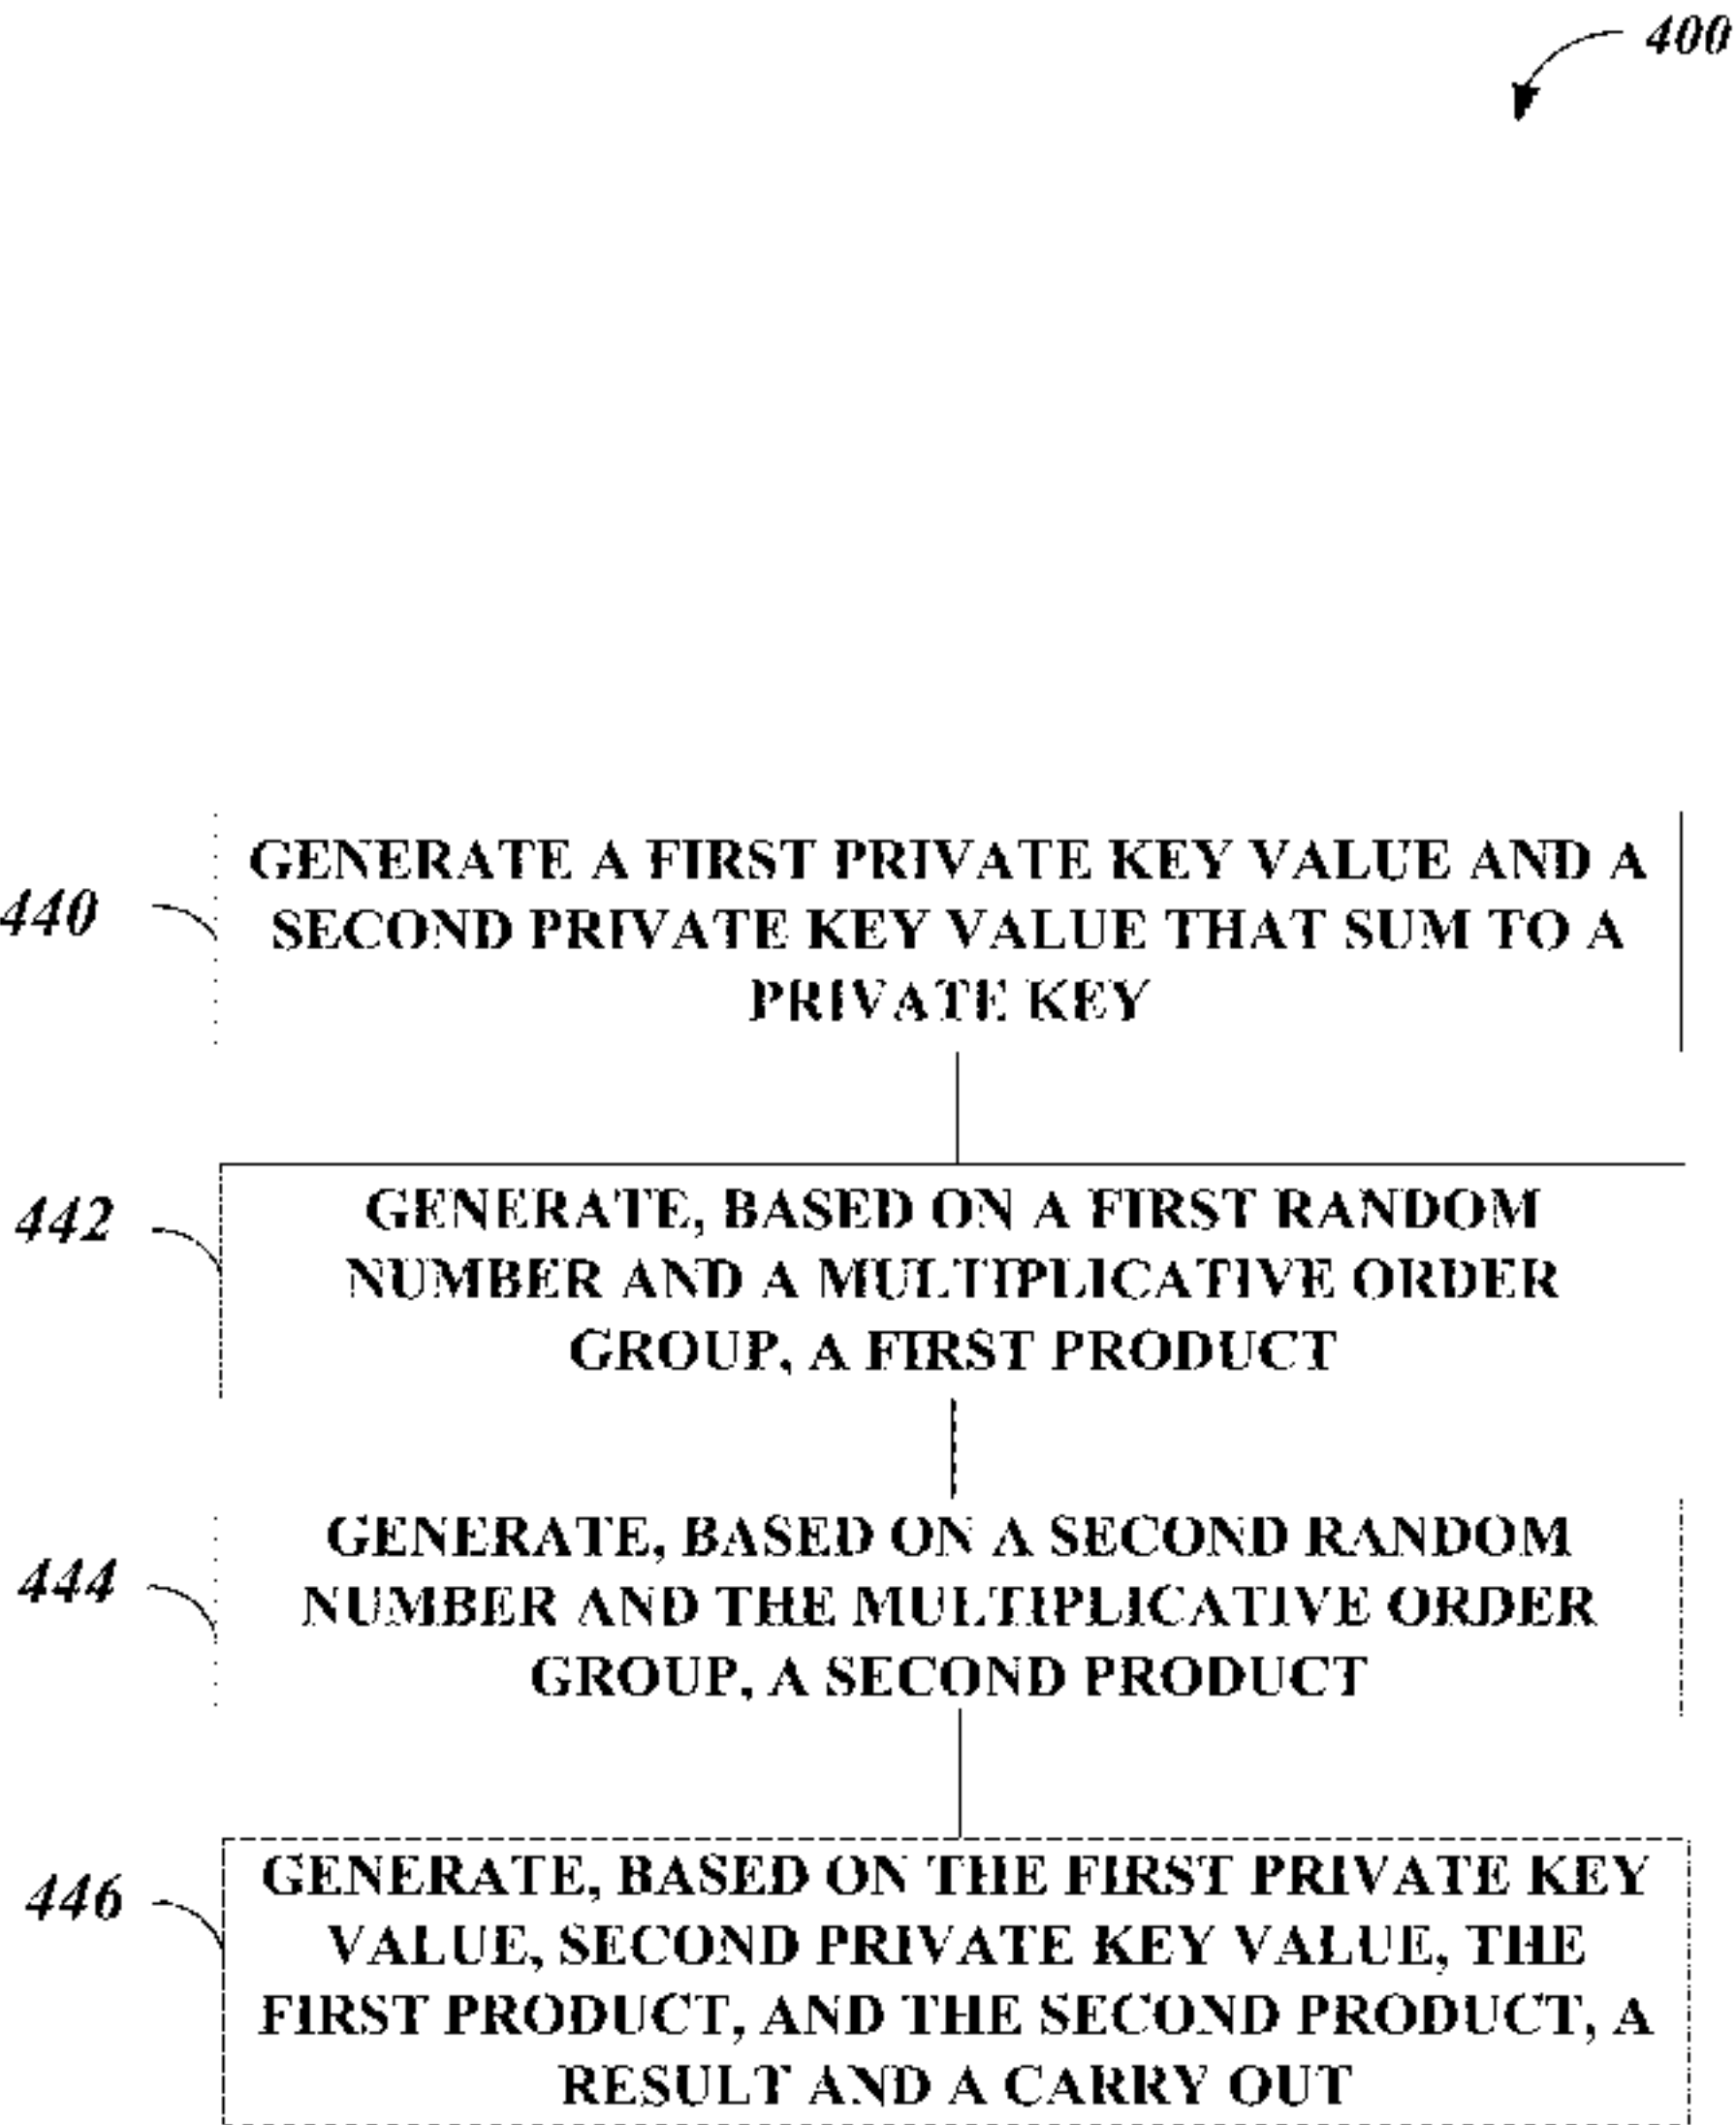 400
440
GENERATE A FIRST PRIVATE KEY VALUE AND A
SECOND PRIVATE KEY VALUE THAT SUM TO A
PRIVATE KEY
442
GENERATE, BASED ON A FIRST RANDOM
NUMBER AND A MULTIPLICATIVE ORDER
GROUP, A FIRST PRODUCT
444
GENERATE, BASED ON A SECOND RANDOM
NUMBER AND THE MULTIPLICATIVE ORDER
GROUP, A SECOND PRODUCT
446
GENERATE, BASED ON THE FIRST PRIVATE KEY
VALUE, SECOND PRIVATE KEY VALUE, THE
FIRST PRODUCT, AND THE SECOND PRODUCT, A
RESULT AND A CARRY OUT